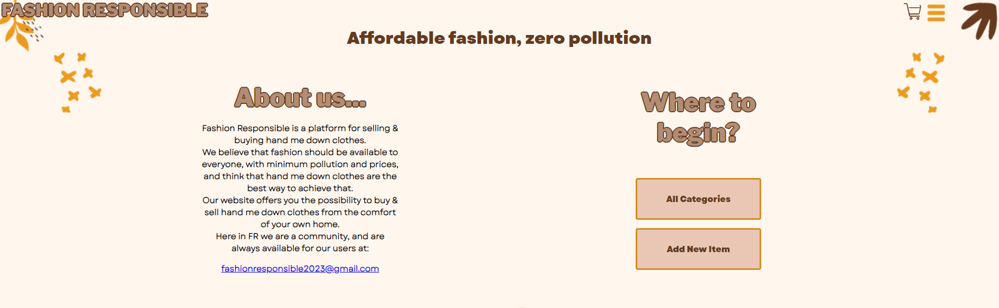 FASHION RESPONSIBLE
Affordable fashion, zero pollution
About us...
Fashion Responsible is a platform for selling &
buying hand me down clothes.
We believe that fashion should be available to
everyone, with minimum pollution and prices,
and think that hand me down clothes are the
best way to achieve that.
Our website offers you the possibility to buy &
sell hand me down clothes from the comfort
of your own home.
Here in FR we are a community, and are
always available for our users at:
fashionresponsible2023@gmail.com
Where to
begin?
All Categories
Add New Item